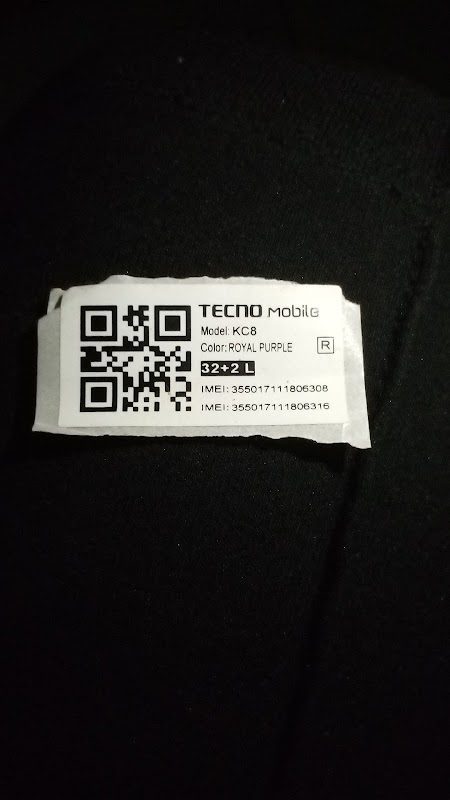 TECNO mobile
Model: KC8
Color: ROYAL PURPLE
R
32+2 L
IMEI: 355017111806308
IMEI: 355017111806316